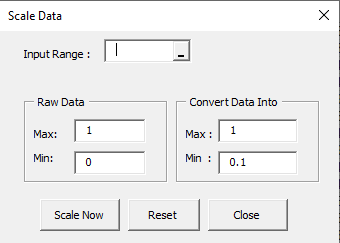 Scale Data
Input Range :
Raw Data
Max: 1
Min: 0
Convert Data Into
Max : 1
Min : 0.1
Scale Now Reset Close